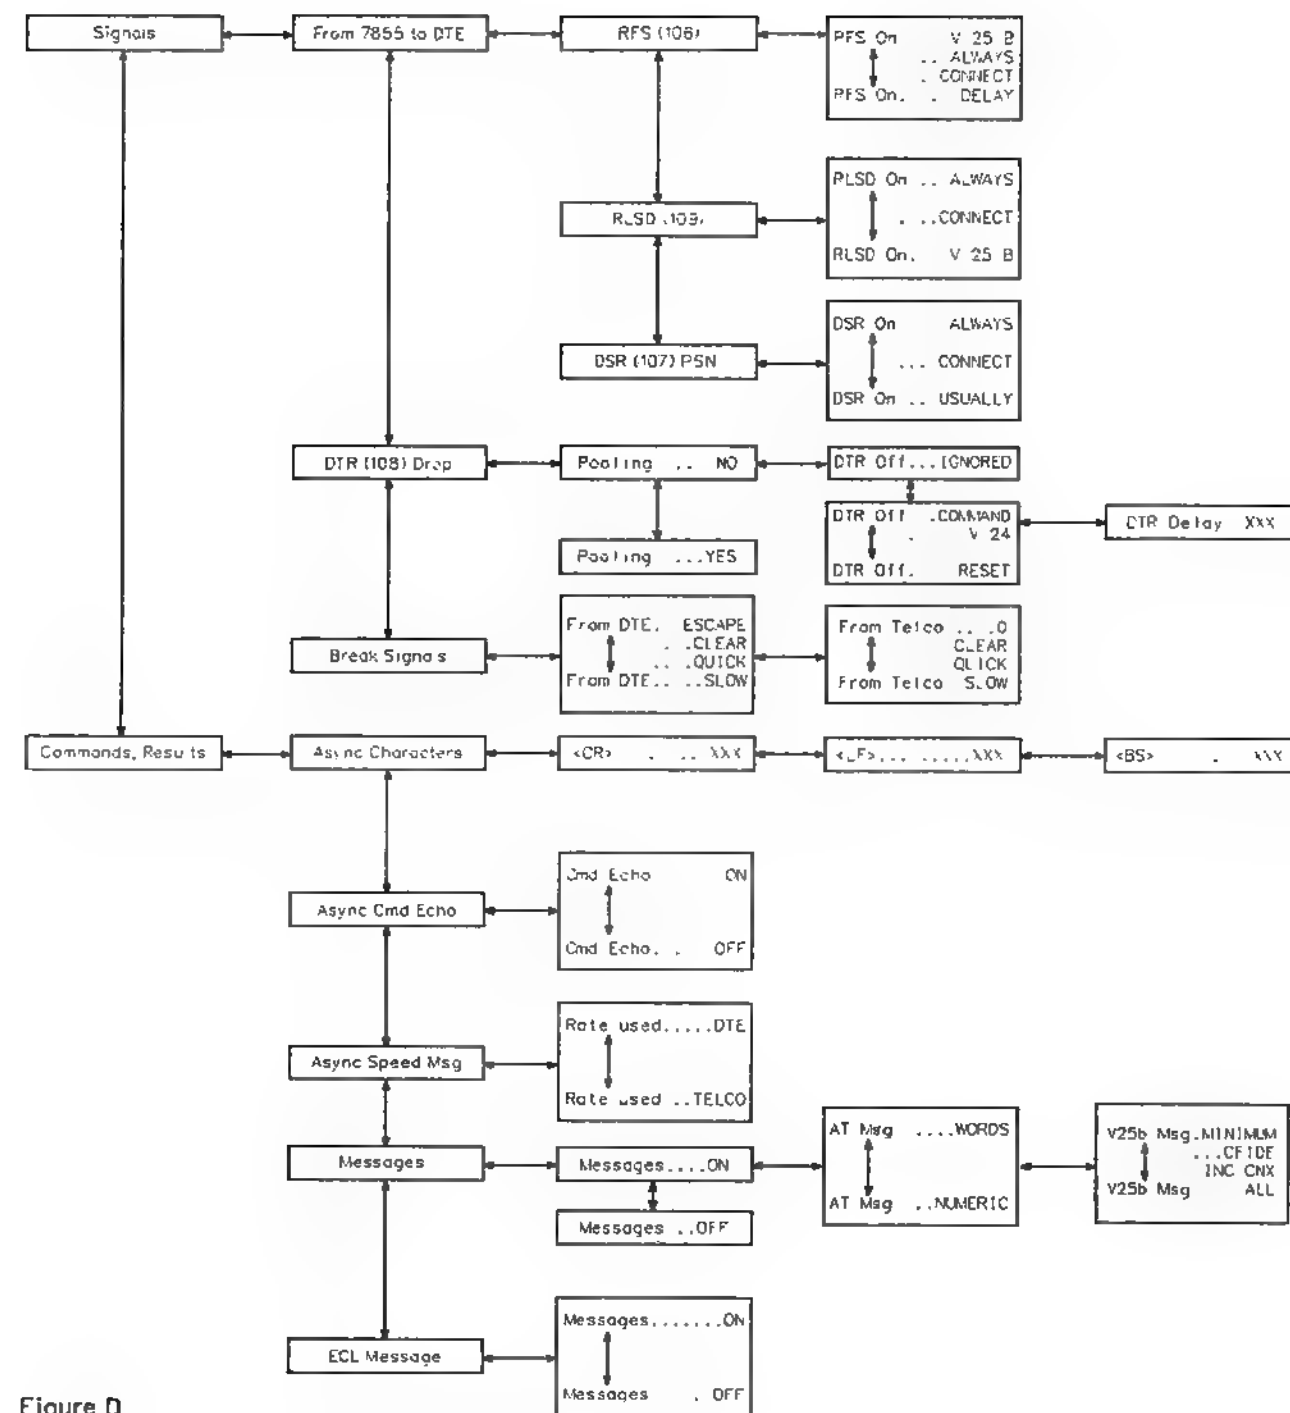 Signals
From 7855 to DTE
RFS (106)
PFS On V 25 B
.. ALWAYS
. CONNECT
PFS On. . DELAY
RLSD (109)
RLSD On .. ALWAYS
. ..CONNECT
RLSD On. V 25 B
DSR (107) PSN
DSR On ALWAYS
... CONNECT
DSR On .. USUALLY
DTR (108) Drop
Pooling .. NO
DTR Off...IGNORED
Pooling ...YES
DTR Off .COMMAND
. V 24
DTR Off. RESET
DTR Delay XXX
Break Signals
From DTE. ESCAPE
. .CLEAR
.. .QUICK
From DTE.. ..SLOW
From Telco .. .0
CLEAR
QUICK
From Telco SLOW
Commands, Results
Async Characters
<CR> . .. XXX
<LF>... .....XXX
<BS> . XXX
Async Cmd Echo
Cmd Echo ON
Cmd Echo. . OFF
Async Speed Msg
Rate used.....DTE
Rate used ..TELCO
Messages
Messages....ON
Messages ..OFF
AT Msg ....WORDS
AT Msg ..NUMERIC
V25b Msg.MINIMUM
...CFIDE
INC CNX
V25b Msg ALL
ECL Message
Messages.......ON
Messages . OFF
Figure D